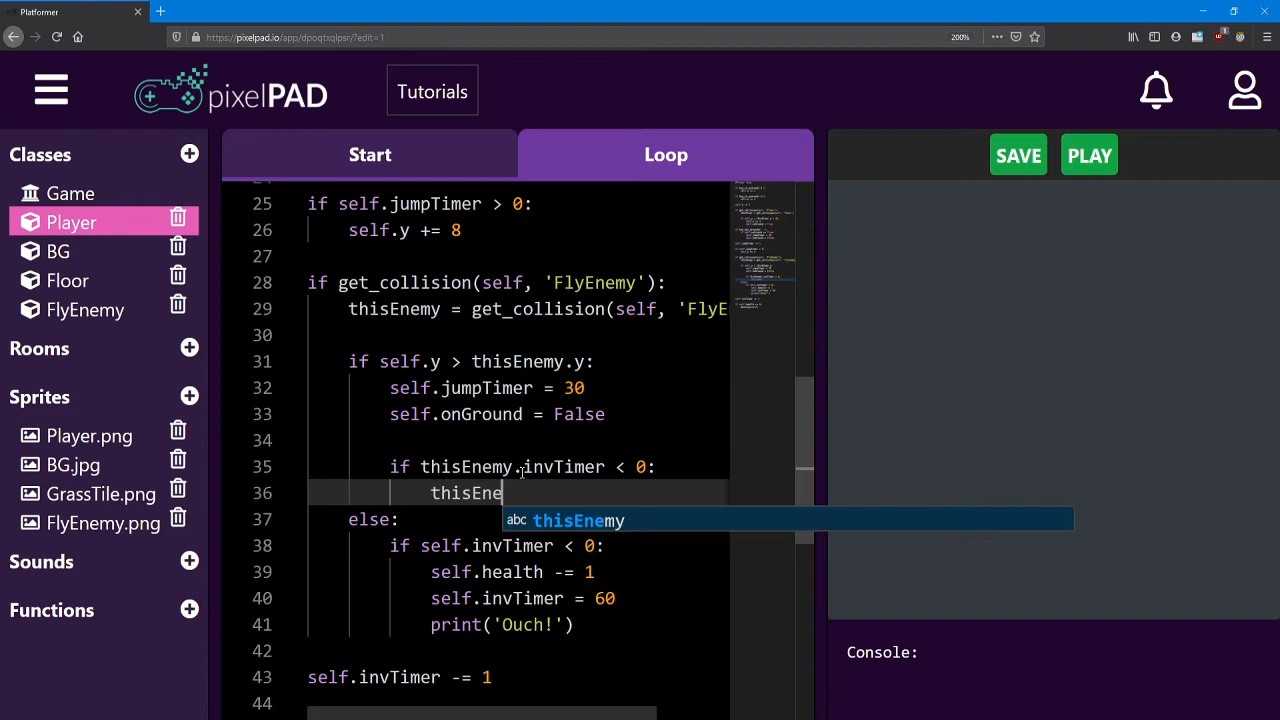 Platformer
https://pixelpad.io/app/dpoqtxqlpsr/?edit=1
200%
pixelPAD
Tutorials
Classes
Game
Player
BG
Floor
FlyEnemy
Rooms
Sprites
Player.png
BG.jpg
GrassTile.png
FlyEnemy.png
Sounds
Functions
Start
Loop
SAVE
PLAY
24
25 if self.jumpTimer > 0:
26 self.y += 8
27
28 if get_collision(self, 'FlyEnemy'):
29 thisEnemy = get_collision(self, 'FlyE
30
31 if self.y > thisEnemy.y:
32 self.jumpTimer = 30
33 self.onGround = False
34
35 if thisEnemy.invTimer < 0:
36 thisEne
abc thisEnemy
37 else:
38 if self.invTimer < 0:
39 self.health -= 1
40 self.invTimer = 60
41 print('Ouch!')
42
43 self.invTimer -= 1
44
Console: